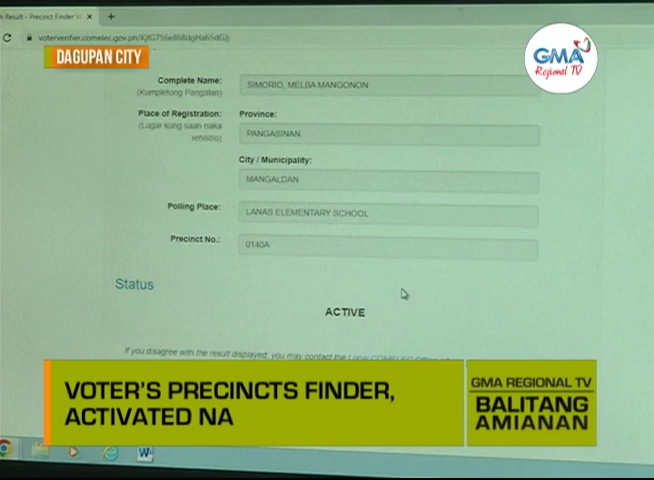 Result - Precinct Finder
voterverifier.comelec.gov.ph/
DAGUPAN CITY
GMA
Regional TV
Complete Name:
(Kumpletong Pangalan)
SIMORIO, MELBA MANGONON
Place of Registration:
(Lugar kung saan naka
rehistro)
Province:
PANGASINAN
City / Municipality:
MANGALDAN
Polling Place:
LANAS ELEMENTARY SCHOOL
Precinct No.:
0140A
Status
ACTIVE
If you disagree with the result displayed, you may contact the Local COMELEC Office
VOTER'S PRECINCTS FINDER,
ACTIVATED NA
GMA REGIONAL TV
BALITANG
AMIANAN